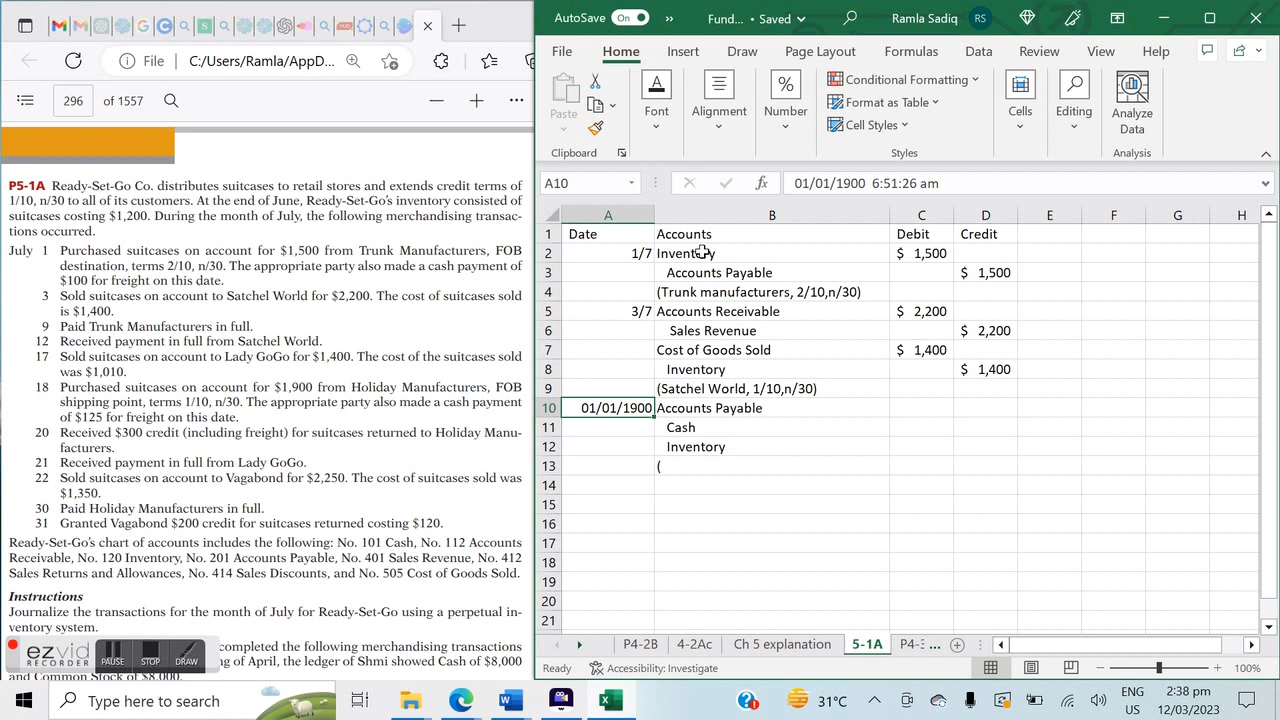 File
C:/Users/Ramla/AppD...
296
of 1557
P5-1A Ready-Set-Go Co. distributes suitcases to retail stores and extends credit terms of
1/10, n/30 to all of its customers. At the end of June, Ready-Set-Go's inventory consisted of
suitcases costing $1,200. During the month of July, the following merchandising transac-
tions occurred.
July 1 Purchased suitcases on account for $1,500 from Trunk Manufacturers, FOB
destination, terms 2/10, n/30. The appropriate party also made a cash payment of
$100 for freight on this date.
3 Sold suitcases on account to Satchel World for $2,200. The cost of suitcases sold
is $1,400.
9 Paid Trunk Manufacturers in full.
12 Received payment in full from Satchel World.
17 Sold suitcases on account to Lady GoGo for $1,400. The cost of the suitcases sold
was $1,010.
18 Purchased suitcases on account for $1,900 from Holiday Manufacturers, FOB
shipping point, terms 1/10, n/30. The appropriate party also made a cash payment
of $125 for freight on this date.
20 Received $300 credit (including freight) for suitcases returned to Holiday Manu-
facturers.
21 Received payment in full from Lady GoGo.
22 Sold suitcases on account to Vagabond for $2,250. The cost of suitcases sold was
$1,350.
30 Paid Holiday Manufacturers in full.
31 Granted Vagabond $200 credit for suitcases returned costing $120.
Ready-Set-Go's chart of accounts includes the following: No. 101 Cash, No. 112 Accounts
Receivable, No. 120 Inventory, No. 201 Accounts Payable, No. 401 Sales Revenue, No. 412
Sales Returns and Allowances, No. 414 Sales Discounts, and No. 505 Cost of Goods Sold.
Instructions
Journalize the transactions for the month of July for Ready-Set-Go using a perpetual in-
ventory system.
completed the following merchandising transactions
ng of April, the ledger of Shmi showed Cash of $8,000
and Common Stock of $8,000.
ezvid
RECORDER
PAUSE
STOP
DRAW
AutoSave On
Fund... • Saved
Ramla Sadiq
RS
File Home Insert Draw Page Layout Formulas Data Review View Help
Paste
Clipboard
Font
Alignment
Number
Conditional Formatting
Format as Table
Cell Styles
Styles
Cells
Editing
Analyze
Data
Analysis
A10
fx
01/01/1900 6:51:26 am
A B C D E F G H
1 Date Accounts Debit Credit
2 1/7 Inventory $ 1,500
3 Accounts Payable $ 1,500
4 (Trunk manufacturers, 2/10,n/30)
5 3/7 Accounts Receivable $ 2,200
6 Sales Revenue $ 2,200
7 Cost of Goods Sold $ 1,400
8 Inventory $ 1,400
9 (Satchel World, 1/10,n/30)
10 01/01/1900 Accounts Payable
11 Cash
12 Inventory
13 (
14
15
16
17
18
19
20
21
P4-2B 4-2Ac Ch 5 explanation 5-1A P4-3 ...
Ready
Accessibility: Investigate
100%
Type here to search
31°C
ENG
US
2:38 pm
12/03/2023